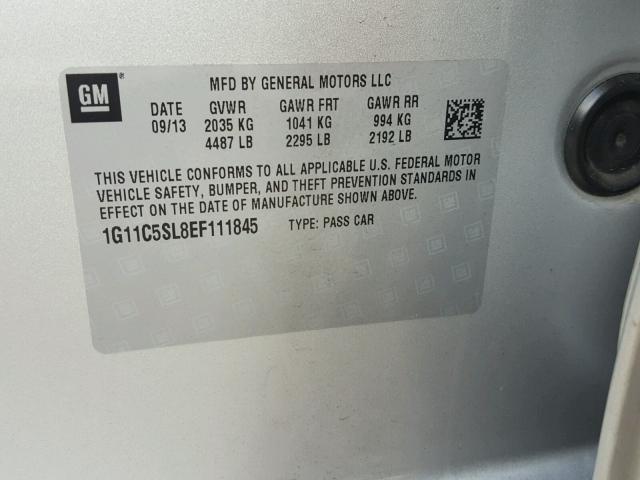 GM
MFD BY GENERAL MOTORS LLC
DATE GVWR GAWR FRT GAWR RR
09/13 2035 KG 1041 KG 994 KG
4487 LB 2295 LB 2192 LB
THIS VEHICLE CONFORMS TO ALL APPLICABLE U.S. FEDERAL MOTOR
VEHICLE SAFETY, BUMPER, AND THEFT PREVENTION STANDARDS IN
EFFECT ON THE DATE OF MANUFACTURE SHOWN ABOVE.
1G11C5SL8EF111845 TYPE: PASS CAR